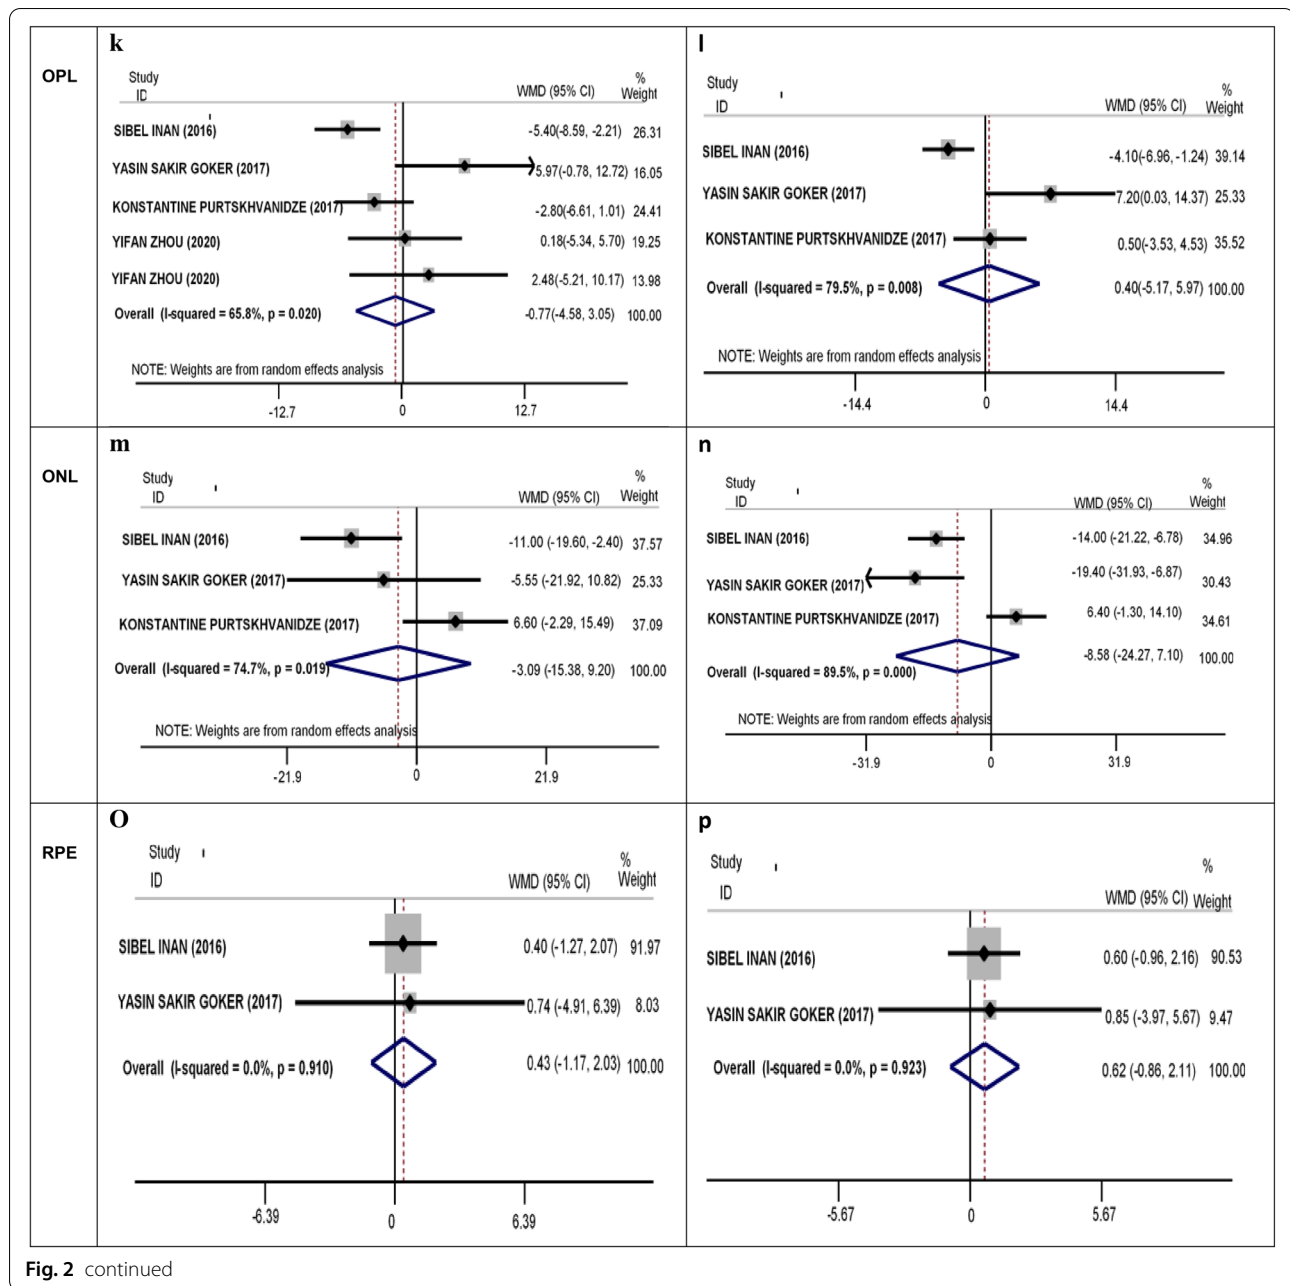 OPL
k
Study
ID
WMD (95% CI)
%
Weight
SIBEL INAN (2016)
-5.40(-8.59, -2.21) 26.31
YASIN SAKIR GOKER (2017)
5.97(-0.78, 12.72) 16.05
KONSTANTINE PURTSKHVANIDZE (2017)
-2.80(-6.61, 1.01) 24.41
YIFAN ZHOU (2020)
0.18(-5.34, 5.70) 19.25
YIFAN ZHOU (2020)
2.48(-5.21, 10.17) 13.98
Overall (I-squared = 65.8%, p = 0.020)
-0.77(-4.58, 3.05) 100.00
NOTE: Weights are from random effects analysis
-12.7 0 12.7
l
Study
ID
WMD (95% CI)
%
Weight
SIBEL INAN (2016)
-4.10(-6.96, -1.24) 39.14
YASIN SAKIR GOKER (2017)
7.20(0.03, 14.37) 25.33
KONSTANTINE PURTSKHVANIDZE (2017)
0.50(-3.53, 4.53) 35.52
Overall (I-squared = 79.5%, p = 0.008)
0.40(-5.17, 5.97) 100.00
NOTE: Weights are from random effects analysis
-14.4 0 14.4
ONL
m
Study
ID
WMD (95% CI)
%
Weight
SIBEL INAN (2016)
-11.00 (-19.60, -2.40) 37.57
YASIN SAKIR GOKER (2017)
-5.55 (-21.92, 10.82) 25.33
KONSTANTINE PURTSKHVANIDZE (2017)
6.60 (-2.29, 15.49) 37.09
Overall (I-squared = 74.7%, p = 0.019)
-3.09 (-15.38, 9.20) 100.00
NOTE: Weights are from random effects analysis
-21.9 0 21.9
n
Study
ID
WMD (95% CI)
%
Weight
SIBEL INAN (2016)
-14.00 (-21.22, -6.78) 34.96
YASIN SAKIR GOKER (2017)
-19.40 (-31.93, -6.87) 30.43
KONSTANTINE PURTSKHVANIDZE (2017)
6.40 (-1.30, 14.10) 34.61
Overall (I-squared = 89.5%, p = 0.000)
-8.58 (-24.27, 7.10) 100.00
NOTE: Weights are from random effects analysis
-31.9 0 31.9
RPE
O
Study
ID
WMD (95% CI)
%
Weight
SIBEL INAN (2016)
0.40 (-1.27, 2.07) 91.97
YASIN SAKIR GOKER (2017)
0.74 (-4.91, 6.39) 8.03
Overall (I-squared = 0.0%, p = 0.910)
0.43 (-1.17, 2.03) 100.00
-6.39 0 6.39
p
Study
ID
WMD (95% CI)
%
Weight
SIBEL INAN (2016)
0.60 (-0.96, 2.16) 90.53
YASIN SAKIR GOKER (2017)
0.85 (-3.97, 5.67) 9.47
Overall (I-squared = 0.0%, p = 0.923)
0.62 (-0.86, 2.11) 100.00
-5.67 0 5.67
Fig. 2 continued